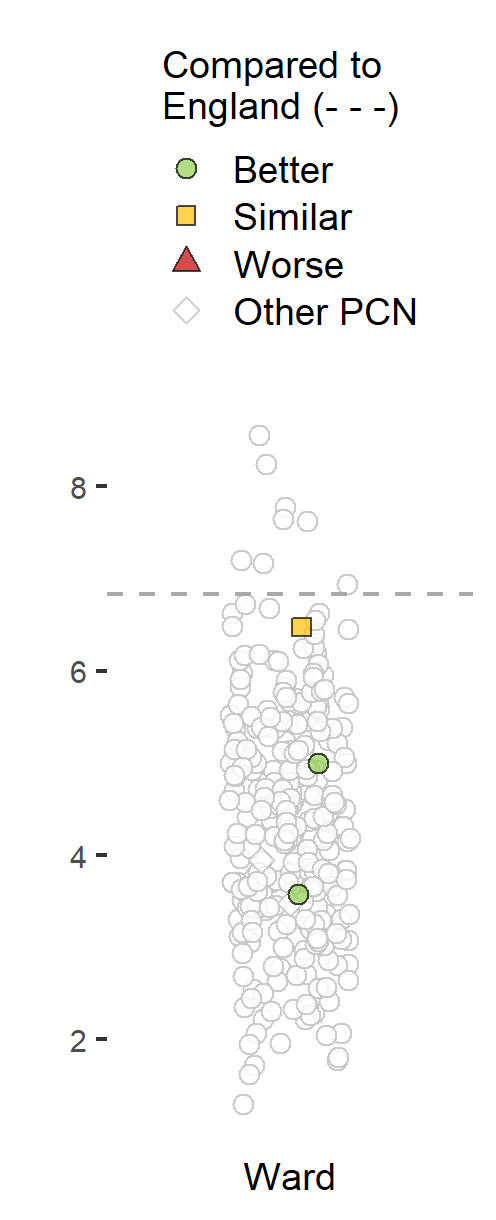 Compared to
England (- - -)
Better
Similar
Worse
Other PCN
8
6
4
2
Ward